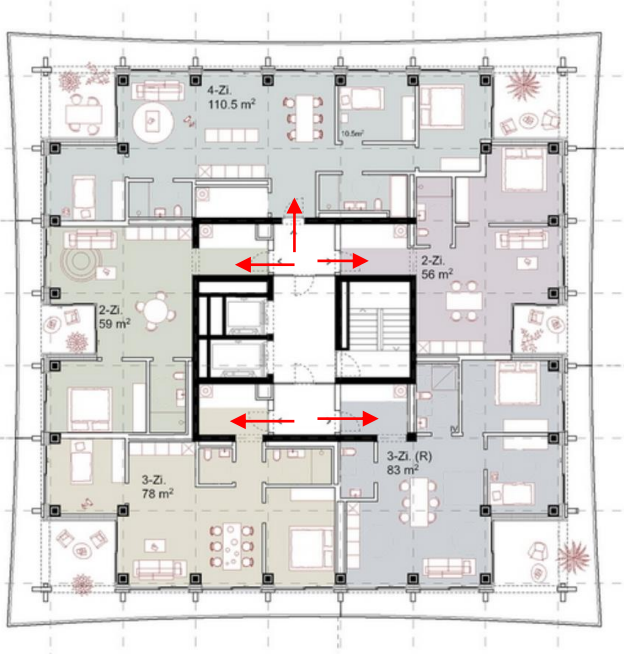 4-Zi.
110.5 m²
10.5m²
2-Zi.
56 m²
2-Zi.
59 m²
3-Zi.
78 m²
3-Zi. (R)
83 m²